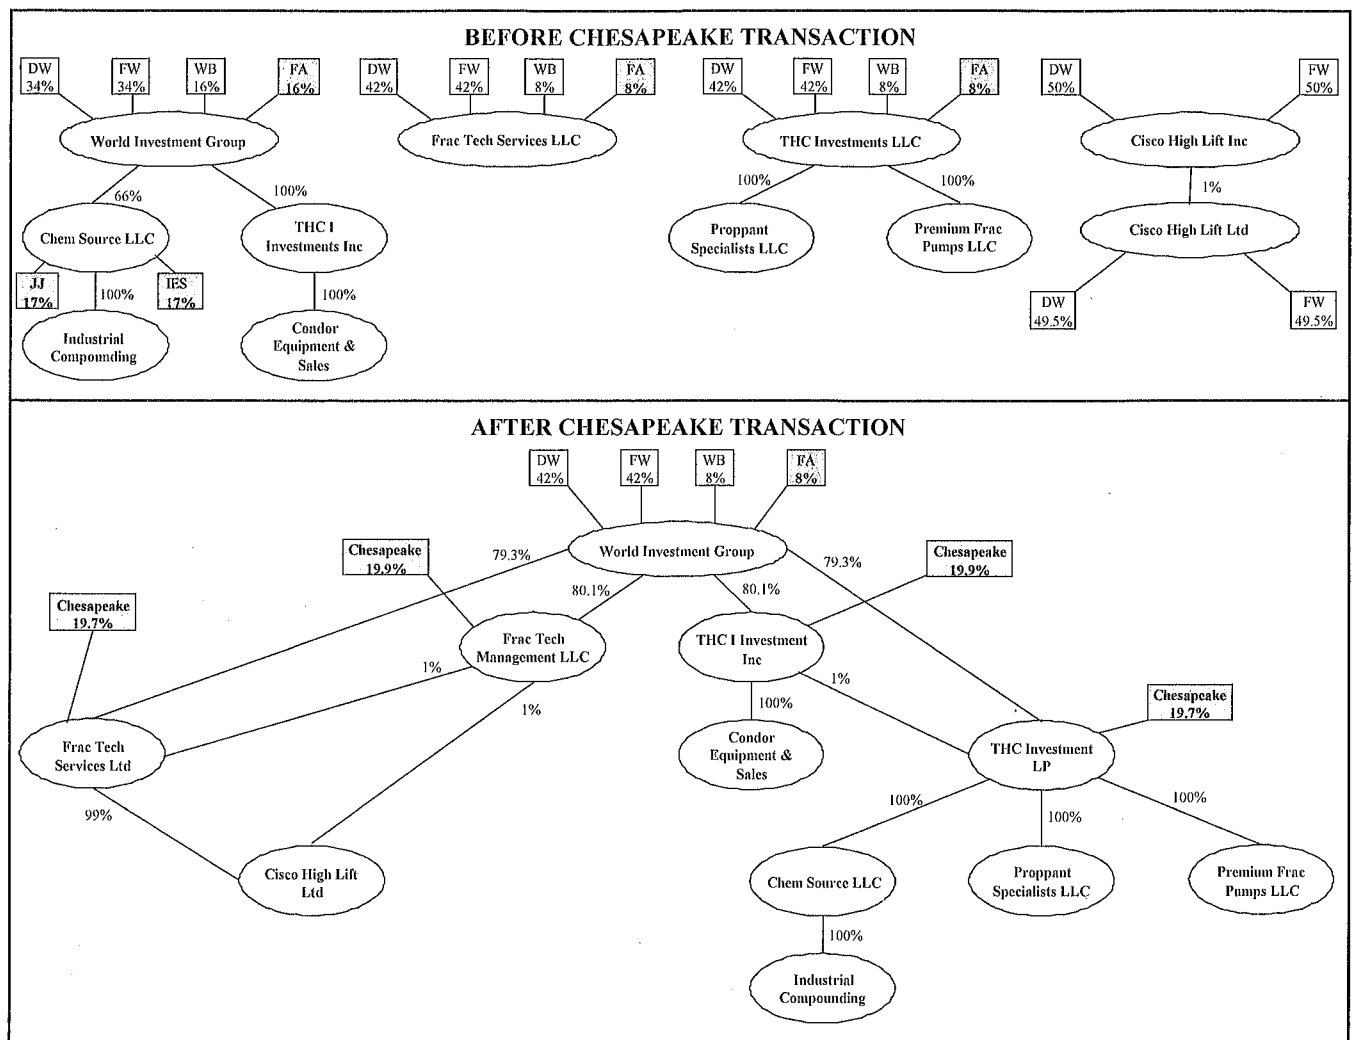 BEFORE CHESAPEAKE TRANSACTION
DW
34%
FW
34%
WB
16%
FA
16%
World Investment Group
66%
100%
Chem Source LLC
JJ
17%
100%
IES
17%
Industrial
Compounding
THC I
Investments Inc
100%
Condor
Equipment &
Sales
DW
42%
FW
42%
WB
8%
FA
8%
Frac Tech Services LLC
DW
42%
FW
42%
WB
8%
FA
8%
THC Investments LLC
100%
100%
Proppant
Specialists LLC
Premium Frac
Pumps LLC
DW
50%
FW
50%
Cisco High Lift Inc
1%
Cisco High Lift Ltd
DW
49.5%
FW
49.5%
AFTER CHESAPEAKE TRANSACTION
DW
42%
FW
42%
WB
8%
FA
8%
World Investment Group
79.3%
80.1%
80.1%
79.3%
Chesapeake
19.9%
Chesapeake
19.9%
Chesapeake
19.7%
Frac Tech
Management LLC
THC I Investment
Inc
1%
1%
1%
100%
Chesapeake
19.7%
Frac Tech
Services Ltd
Condor
Equipment &
Sales
THC Investment
LP
99%
100%
100%
100%
Cisco High Lift
Ltd
Chem Source LLC
Proppant
Specialists LLC
Premium Frac
Pumps LLC
100%
Industrial
Compounding